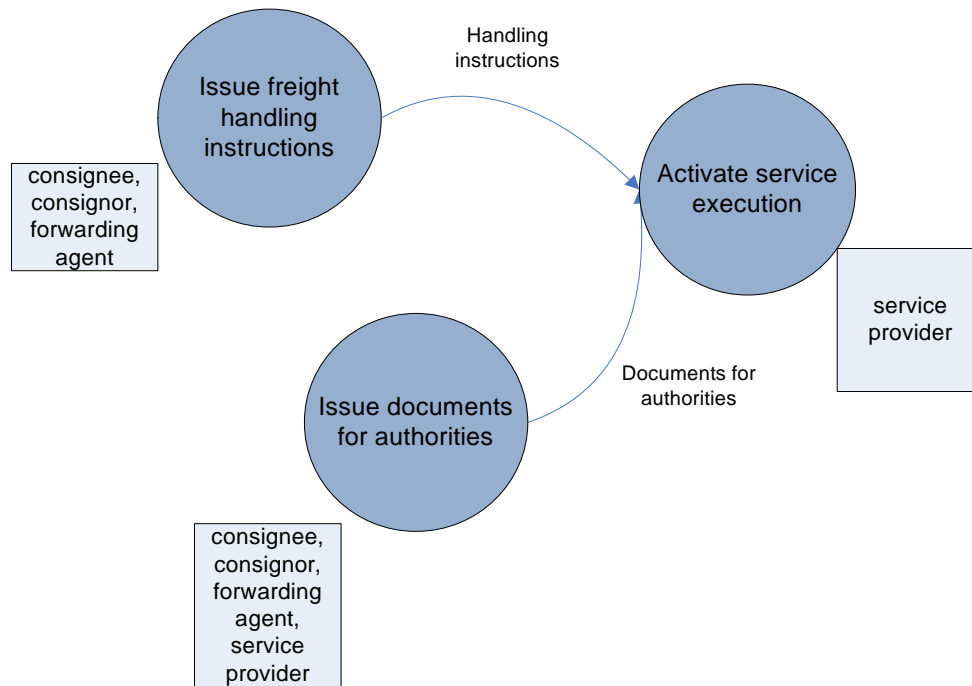 Issue freight
handling
instructions
consignee,
consignor,
forwarding
agent
Handling
instructions
Activate service
execution
service
provider
Documents for
authorities
Issue documents
for authorities
consignee,
consignor,
forwarding
agent,
service
provider